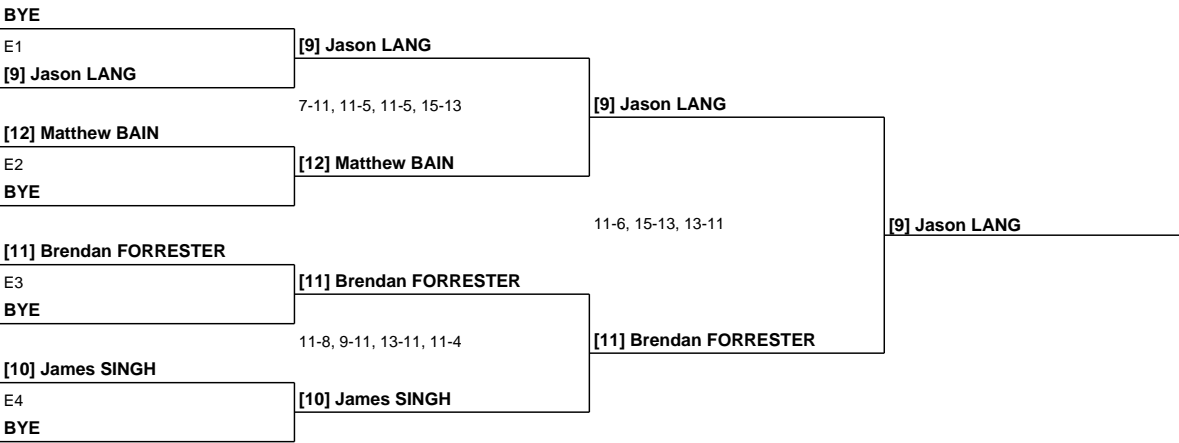 BYE
E1
[9] Jason LANG
[9] Jason LANG
7-11, 11-5, 11-5, 15-13
[9] Jason LANG
[12] Matthew BAIN
E2
[12] Matthew BAIN
BYE
11-6, 15-13, 13-11
[9] Jason LANG
[11] Brendan FORRESTER
E3
[11] Brendan FORRESTER
BYE
11-8, 9-11, 13-11, 11-4
[11] Brendan FORRESTER
[10] James SINGH
E4
[10] James SINGH
BYE